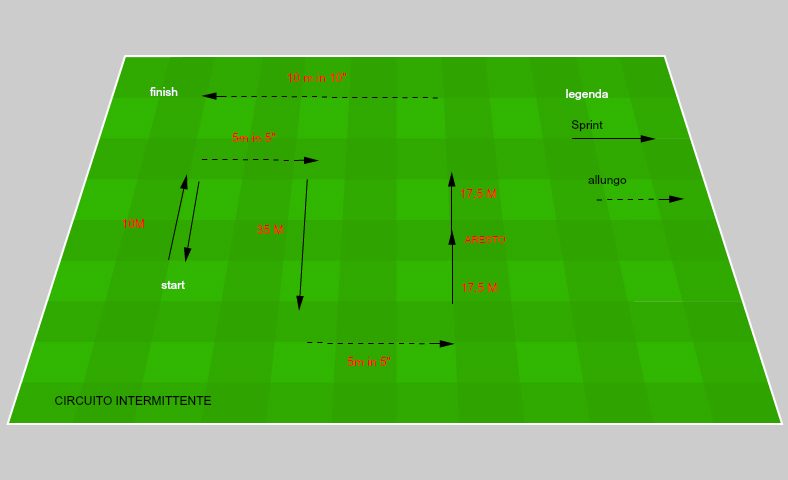 10 m in 10"
finish
legenda
Sprint
5m in 5"
allungo
17,5 M
10M
35 M
ARESTO
start
17,5 M
5m in 5"
CIRCUITO INTERMITTENTE